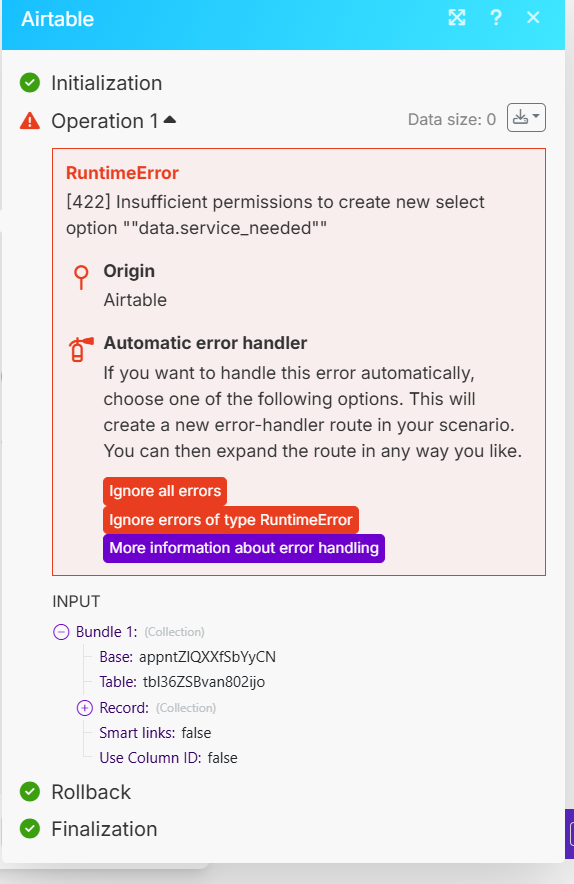 Airtable
?
Initialization
Operation 1
Data size: 0
RuntimeError
[422] Insufficient permissions to create new select
option ""data.service_needed""
Origin
Airtable
Automatic error handler
If you want to handle this error automatically,
choose one of the following options. This will
create a new error-handler route in your scenario.
You can then expand the route in any way you like.
Ignore all errors
Ignore errors of type RuntimeError
More information about error handling
INPUT
Bundle 1: (Collection)
Base: appntZIQXXfSbYyCN
Table: tbl36ZSBvan802ijo
Record: (Collection)
Smart links: false
Use Column ID: false
Rollback
Finalization